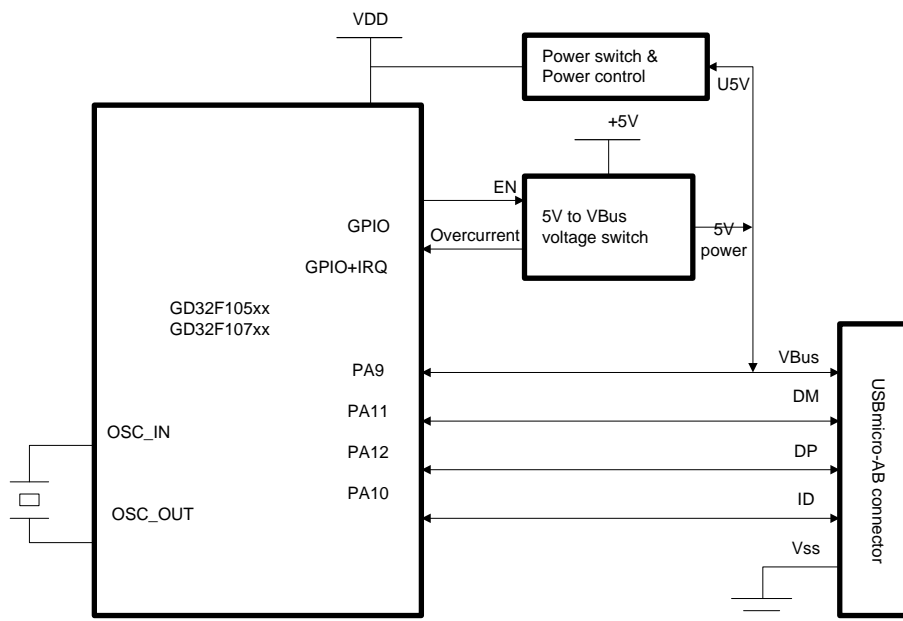 VDD
Power switch &
Power control
U5V
+5V
EN
5V to VBus
voltage switch
GPIO
Overcurrent
5V
power
GPIO+IRQ
GD32F105xx
GD32F107xx
VBus
PA9
DM
PA11
OSC_IN
DP
PA12
PA10
ID
OSC_OUT
Vss
USBmicro-AB connector